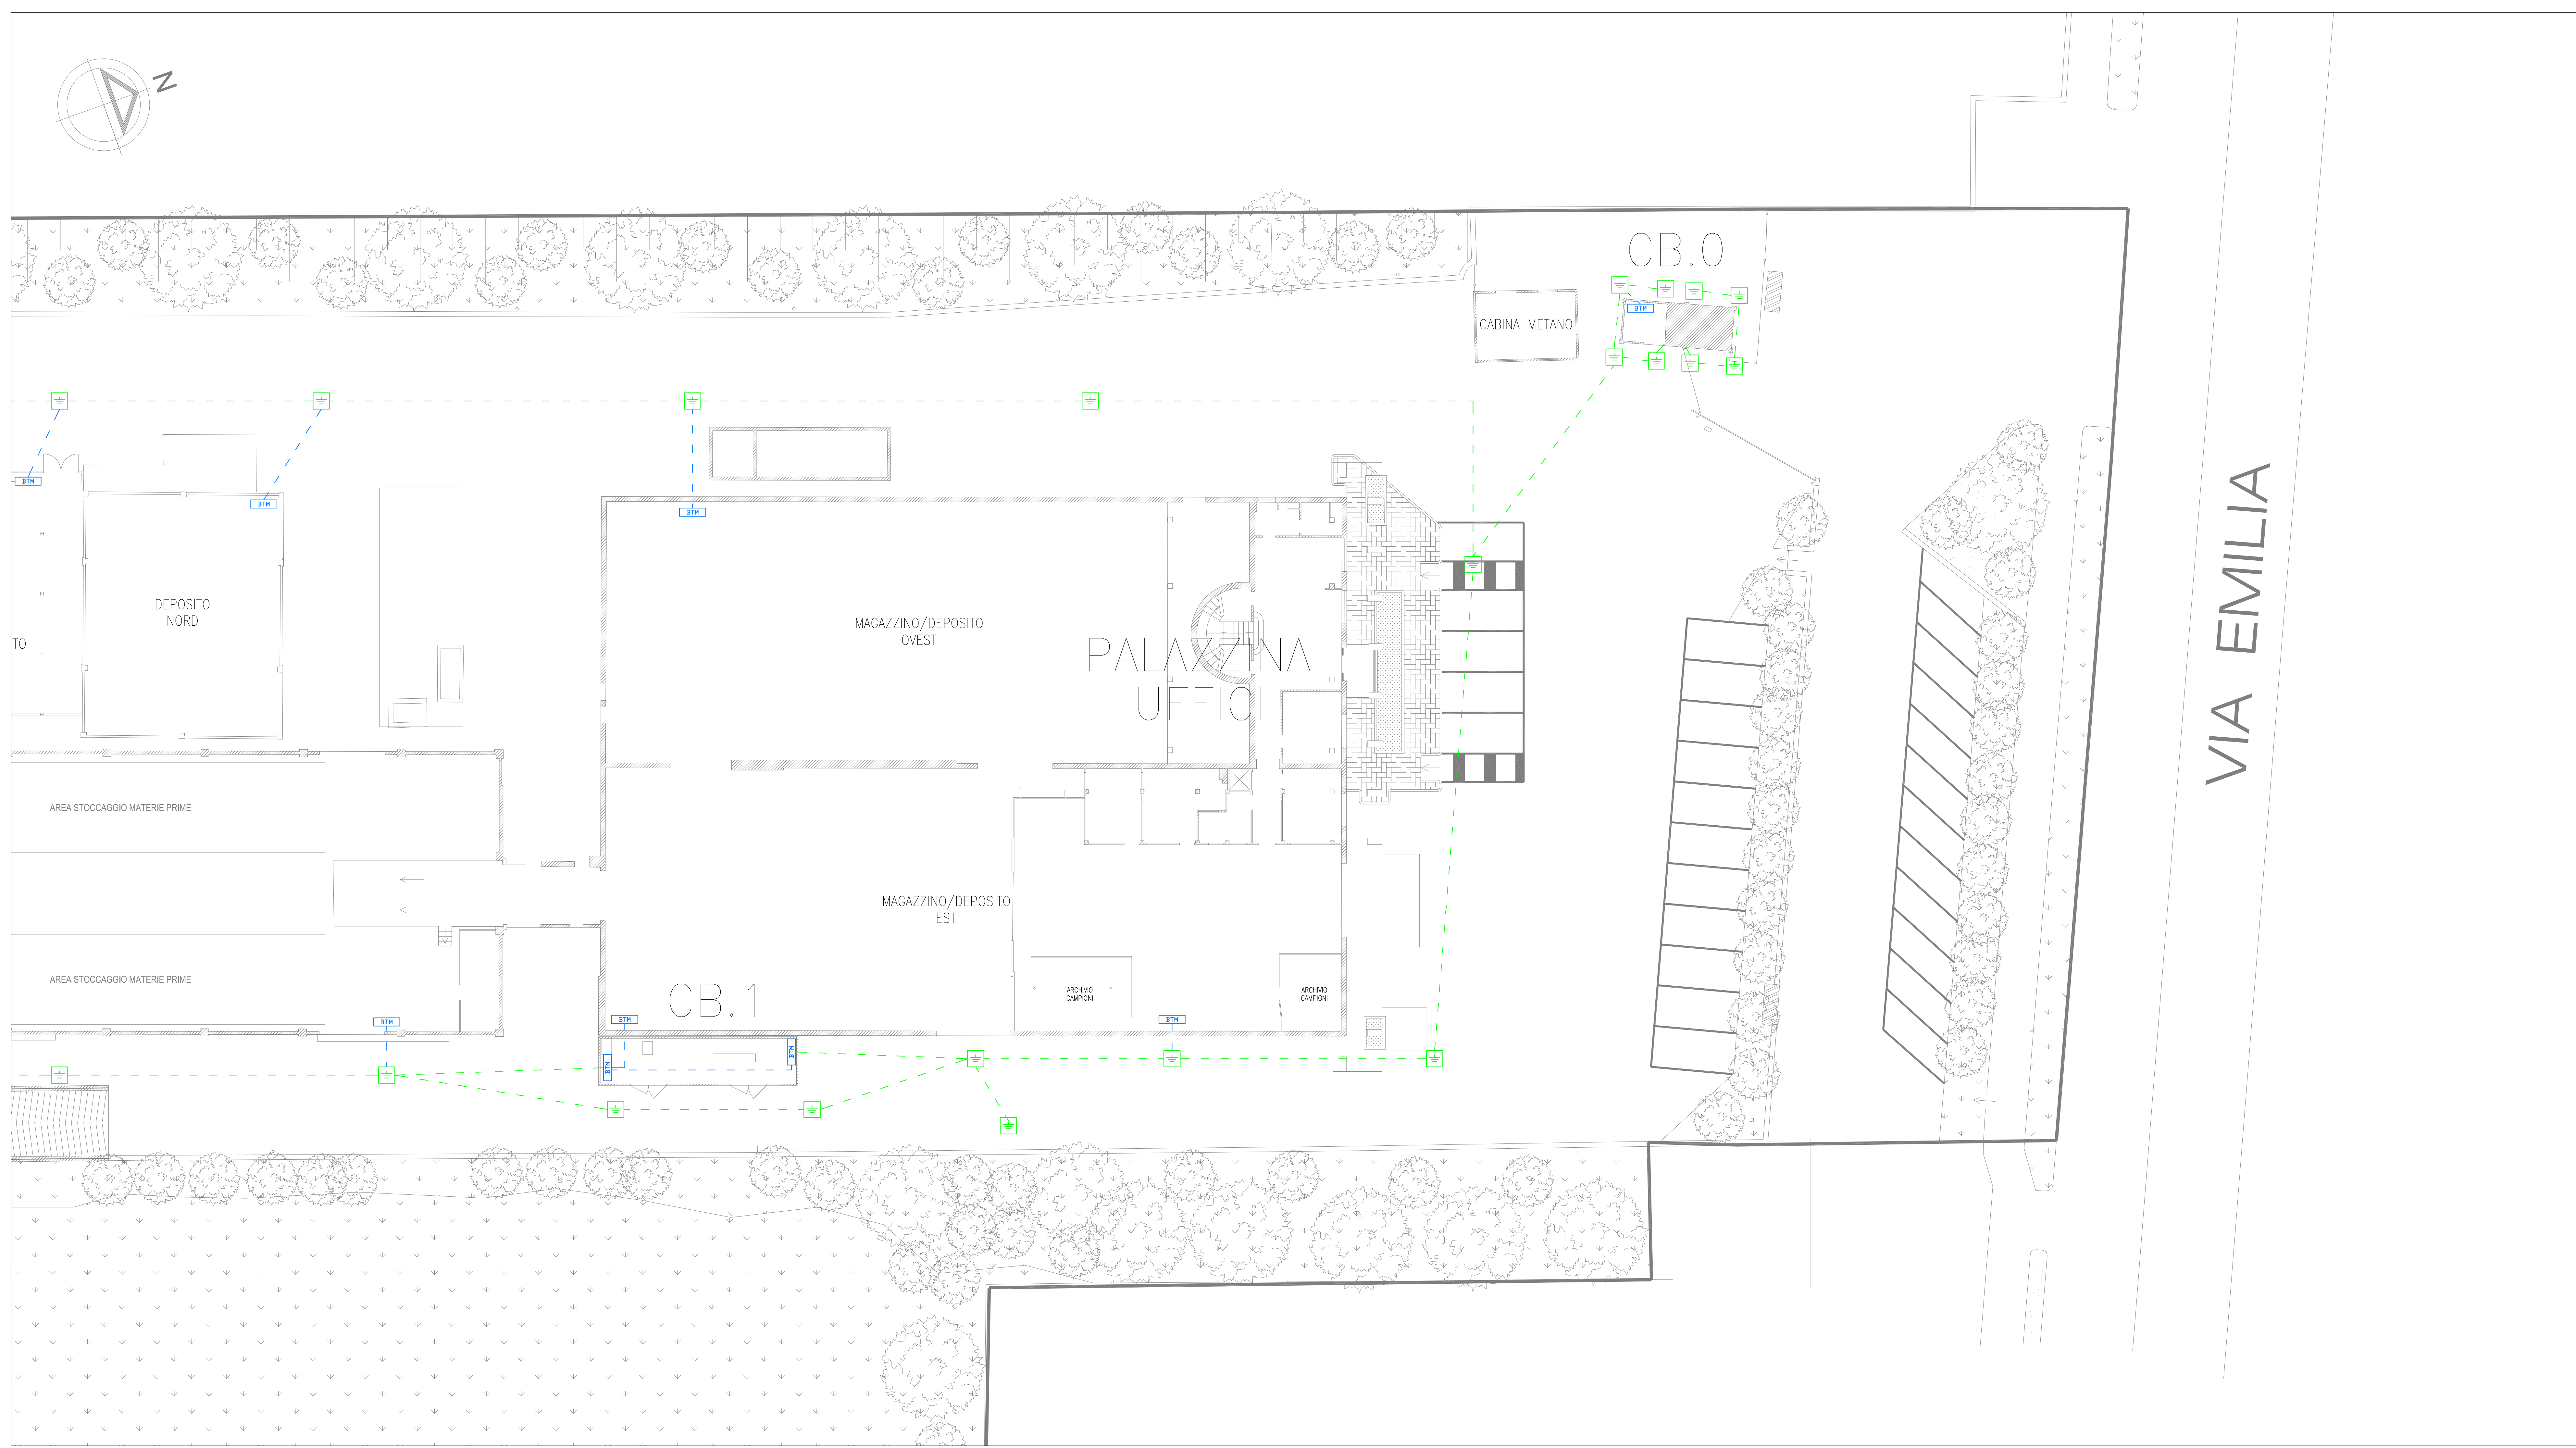 N
CB.0
CABINA METANO
BTM
BTM
BTM
BTM
VIA EMILIA
DEPOSITO
NORD
TO
MAGAZZINO/DEPOSITO
OVEST
PALAZZINA
UFFICI
AREA STOCCAGGIO MATERIE PRIME
MAGAZZINO/DEPOSITO
EST
AREA STOCCAGGIO MATERIE PRIME
CB.1
ARCHIVIO
CAMPIONI
ARCHIVIO
CAMPIONI
BTM
BTM
BTM
BTM
BTM